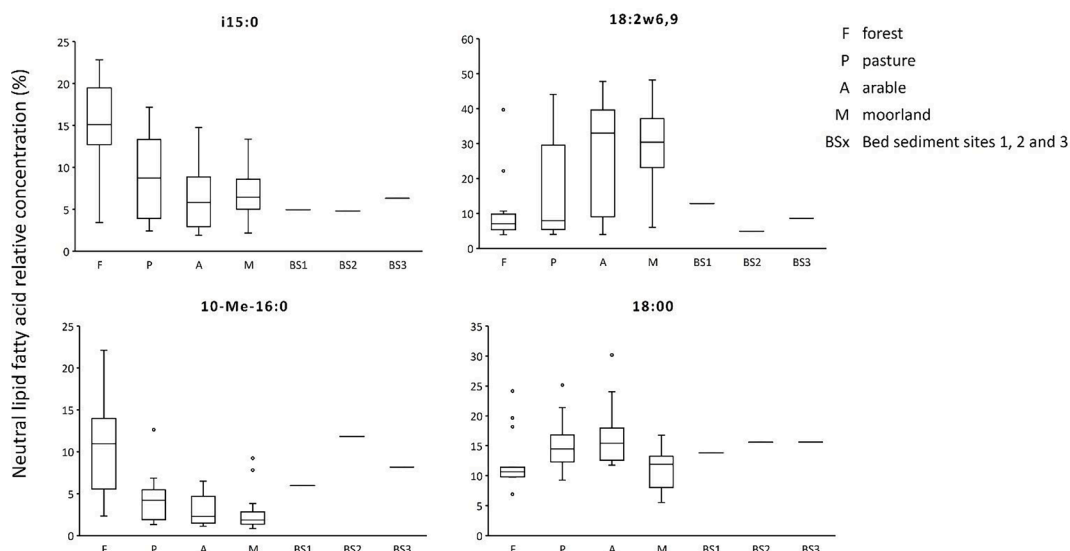 Neutral lipid fatty acid relative concentration (%)
i15:0
25
20
15
10
5
0
F P A M BS1 BS2 BS3
18:2w6,9
60
50
40
30
20
10
0
F P A M BS1 BS2 BS3
F forest
P pasture
A arable
M moorland
BSx Bed sediment sites 1, 2 and 3
10-Me-16:0
25
20
15
10
5
0
F P A M BS1 BS2 BS3
18:00
35
30
25
20
15
10
5
0
F P A M BS1 BS2 BS3